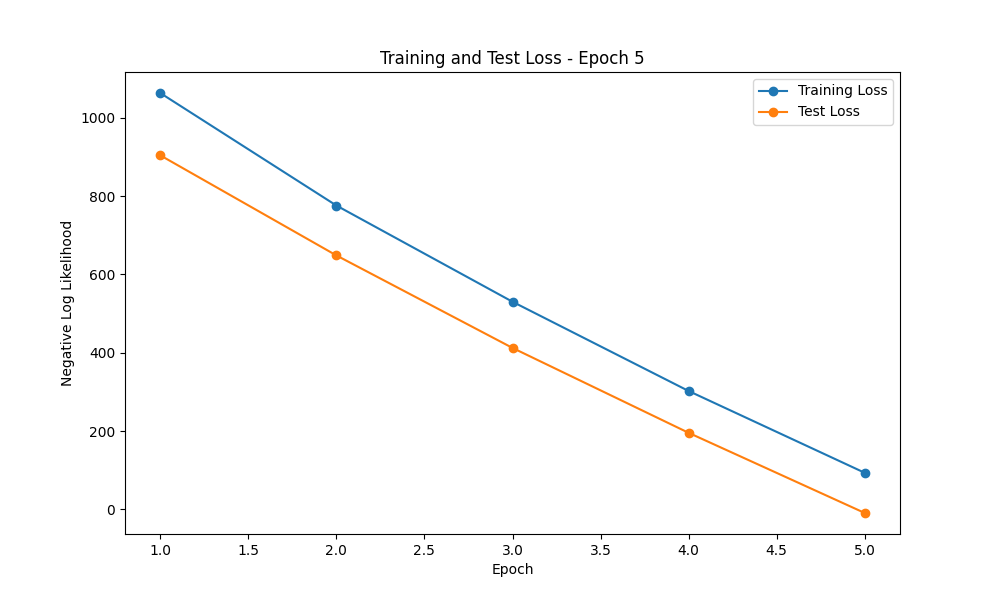 Training and Test Loss - Epoch 5
Training Loss
Test Loss
Negative Log Likelihood
1000
800
600
400
200
0
1.0 1.5 2.0 2.5 3.0 3.5 4.0 4.5 5.0
Epoch